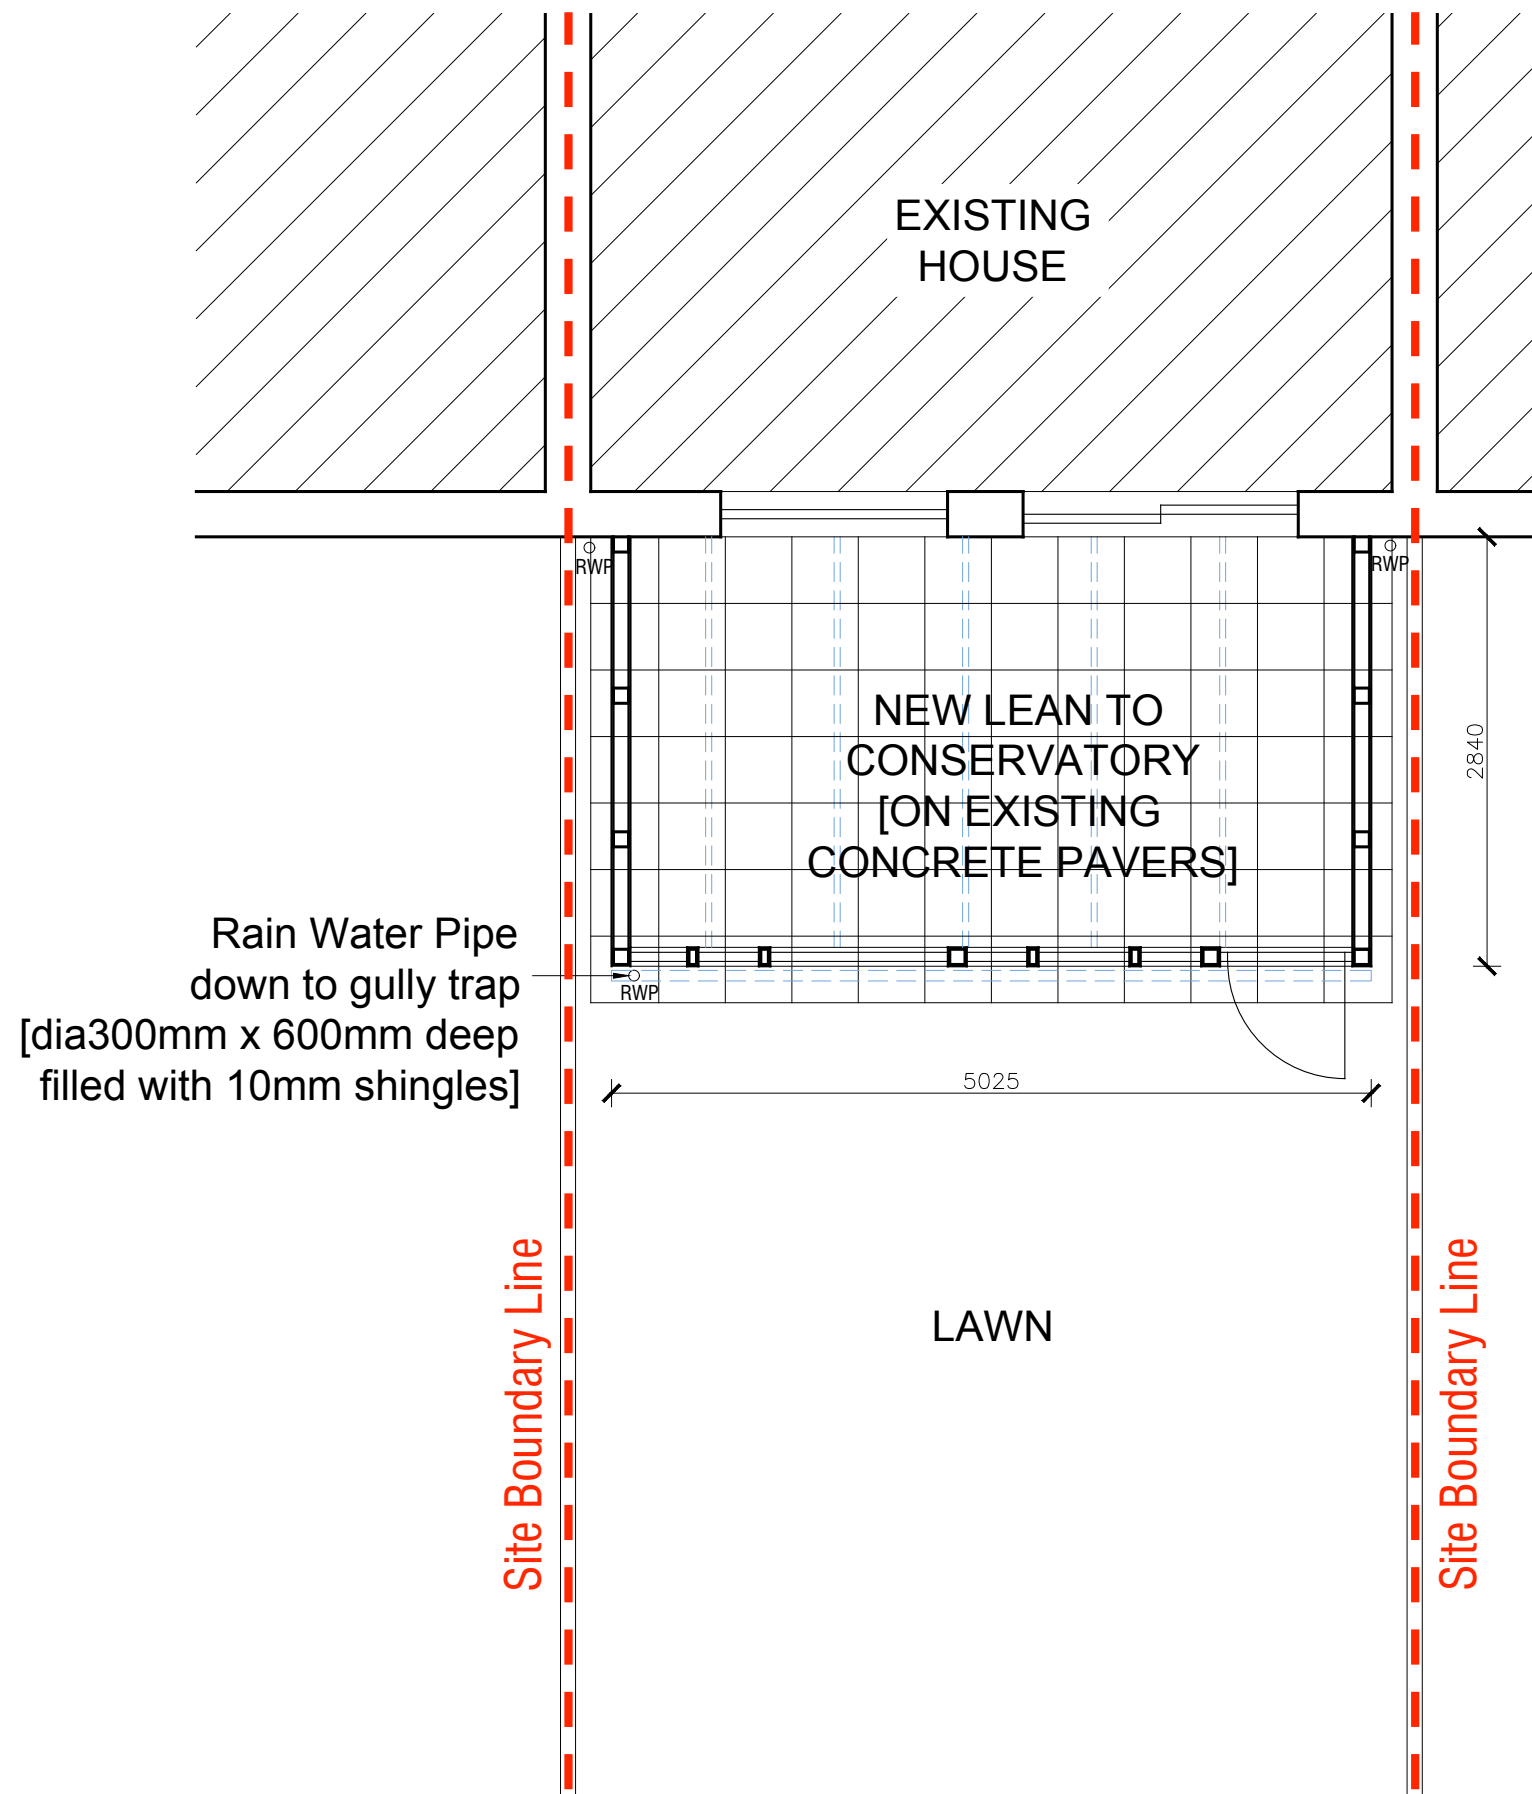 EXISTING
HOUSE
RWP
RWP
2840
NEW LEAN TO
CONSERVATORY
[ON EXISTING
CONCRETE PAVERS]
Rain Water Pipe
down to gully trap
[dia300mm x 600mm deep
filled with 10mm shingles]
RWP
5025
Site Boundary Line
LAWN
Site Boundary Line